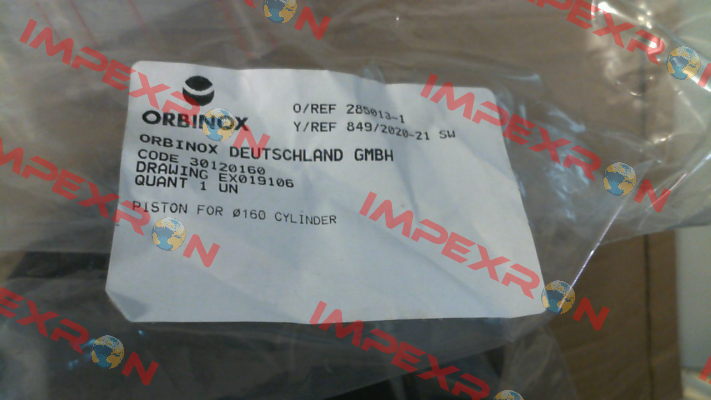 ORBINOX
O/REF 285013-1
Y/REF 849/2020-21 SW
ORBINOX DEUTSCHLAND GMBH
CODE 30120160
DRAWING EX019106
QUANT 1 UN
PISTON FOR Ø160 CYLINDER
IMPEXRON
IMPEXRON
IMPEXRON
IMPEXRON
IMPEXRON
IMPEXRON
IMPEXRON